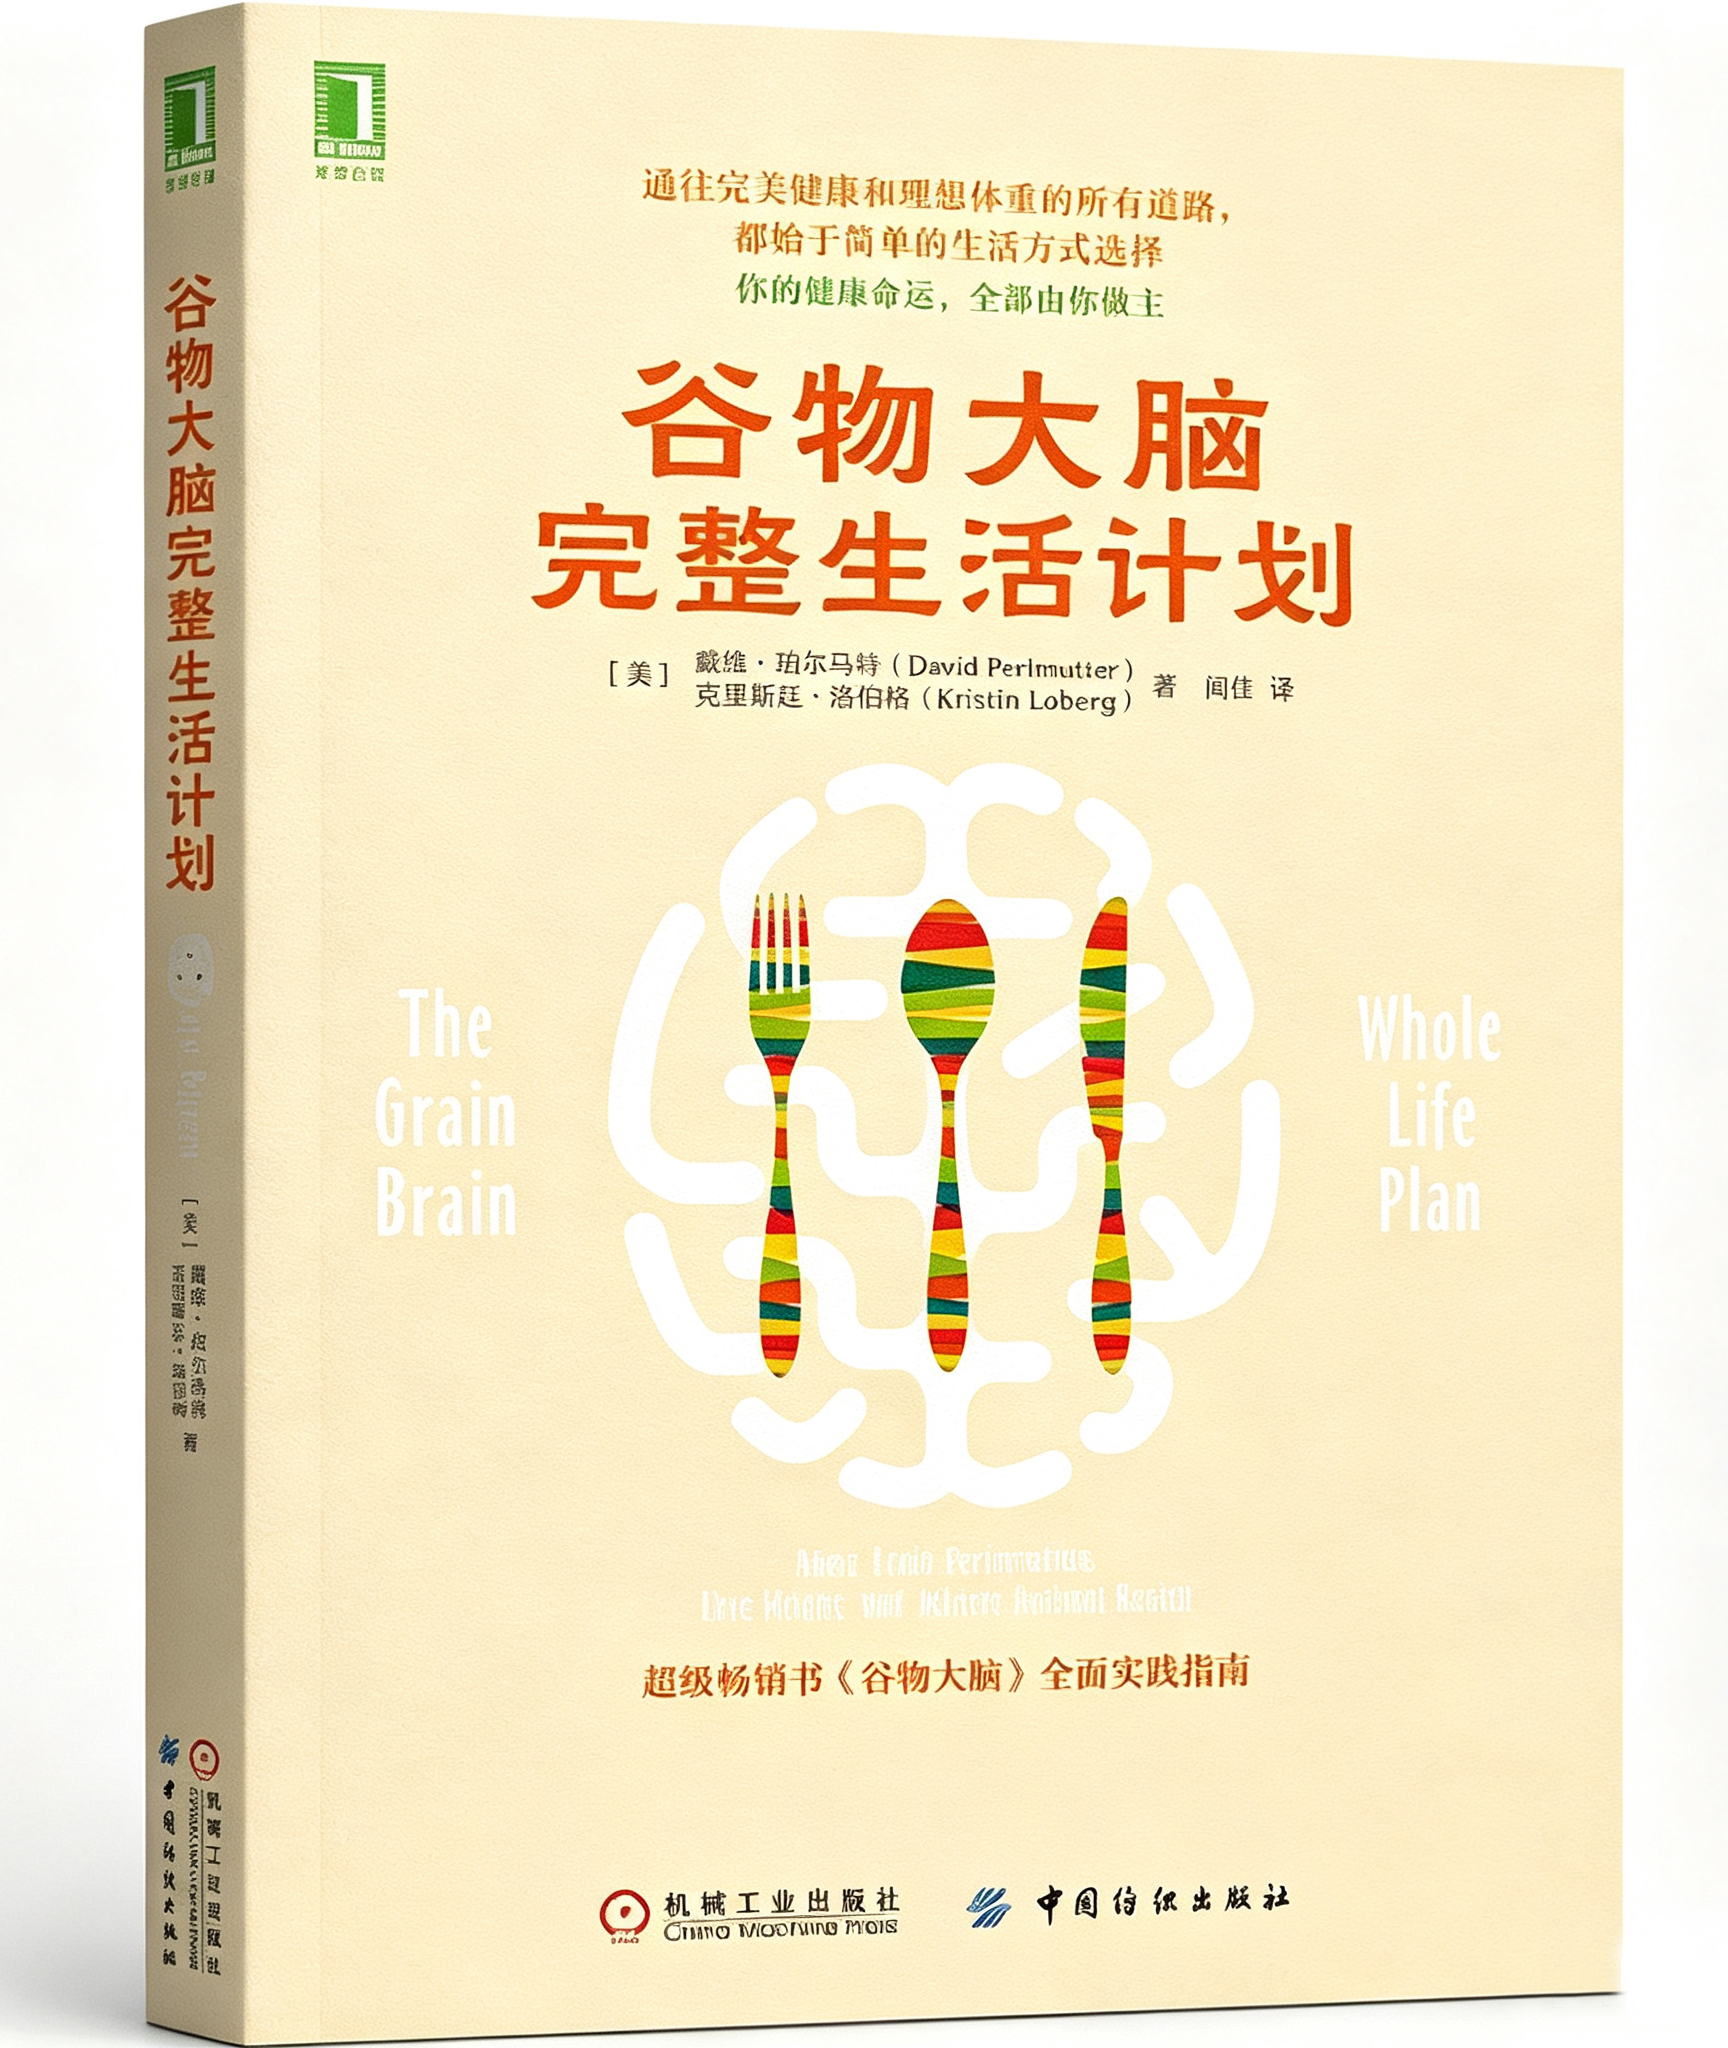 谷物大脑完整生活计划
通往完美健康和理想体重的所有道路，
都始于简单的生活方式选择
你的健康命运，全部由你做主
谷物大脑
完整生活计划
[美] 戴维·珀尔马特（David Perlmutter）
克里斯廷·洛伯格（Kristin Loberg） 著 闾佳 译
The
Grain
Brain
Whole
Life
Plan
超级畅销书《谷物大脑》全面实践指南
机械工业出版社
中国纺织出版社